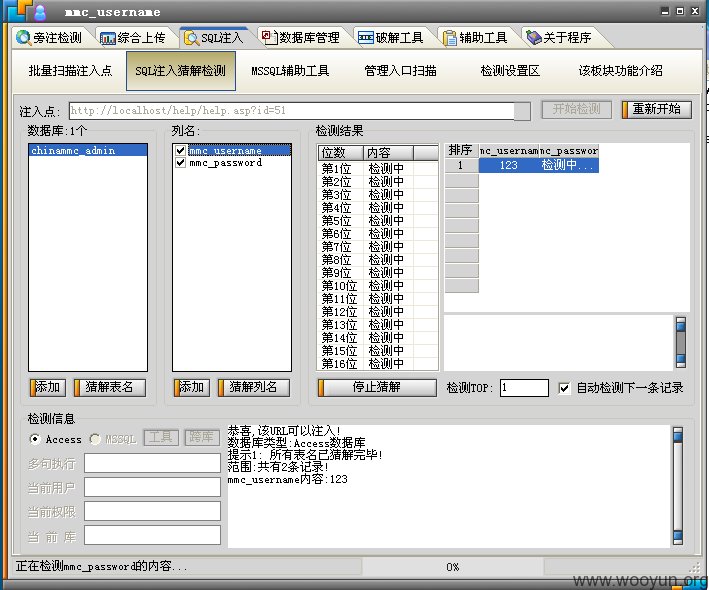 mmc_username
旁注检测 综合上传 SQL注入 数据库管理 破解工具 辅助工具 关于程序
批量扫描注入点 SQL注入猜解检测 MSSQL辅助工具 管理入口扫描 检测设置区 该板块功能介绍
注入点: http://localhost/help/help.asp?id=51 开始检测 重新开始
数据库:1个 列名: 检测结果
chinammc_admin
mmc_username
mmc_password
位数 内容
第1位 检测中
第2位 检测中
第3位 检测中
第4位 检测中
第5位 检测中
第6位 检测中
第7位 检测中
第8位 检测中
第9位 检测中
第10位 检测中
第11位 检测中
第12位 检测中
第13位 检测中
第14位 检测中
第15位 检测中
第16位 检测中
排序 mc_usernam mc_passwor
1 123 检测中...
添加 猜解表名 添加 猜解列名 停止猜解 检测TOP: 1 自动检测下一条记录
检测信息
Access MSSQL 工具 跨库
多句执行
当前用户
当前权限
当 前 库
恭喜,该URL可以注入!
数据库类型:Access数据库
提示1: 所有表名已猜解完毕!
范围:共有2条记录!
mmc_username内容:123
正在检测mmc_password的内容... 0%
www.wooyun.org